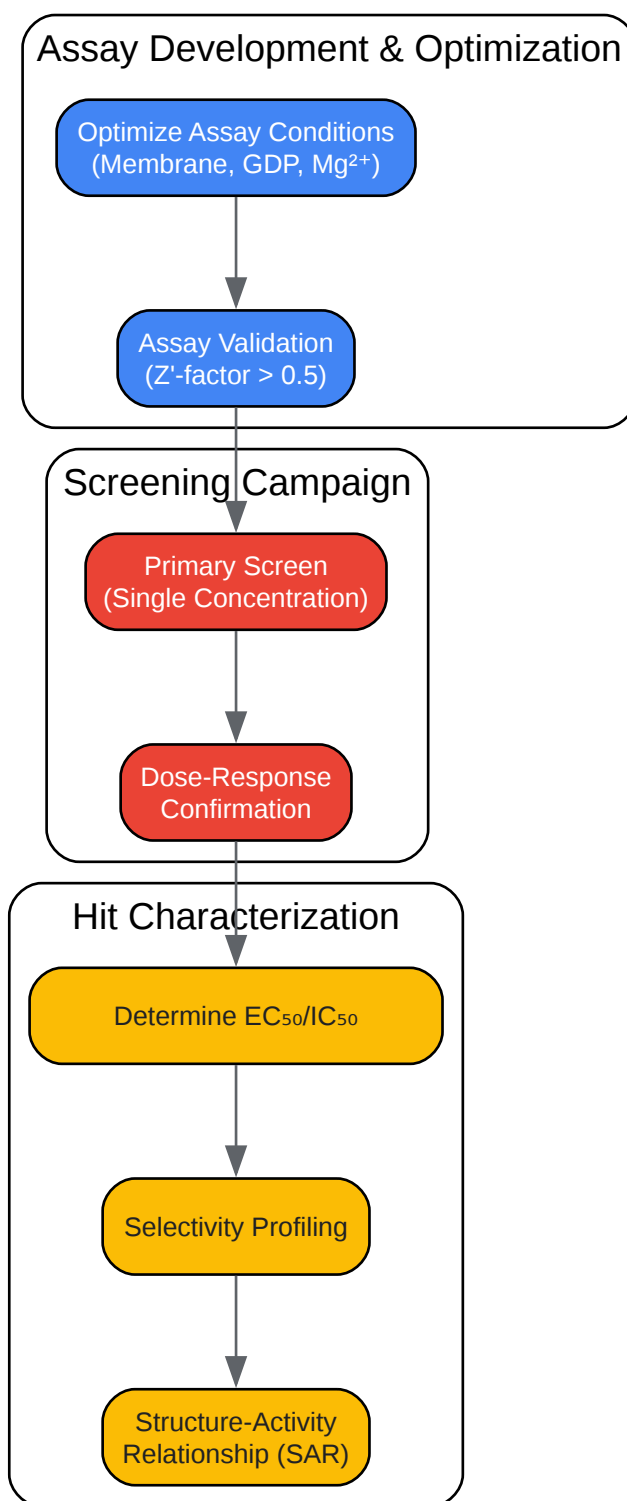 Assay Development & Optimization
Optimize Assay Conditions
(Membrane, GDP, Mg²⁺)
Assay Validation
(Z'-factor > 0.5)
Screening Campaign
Primary Screen
(Single Concentration)
Dose-Response
Confirmation
Hit Characterization
Determine EC₅₀/IC₅₀
Selectivity Profiling
Structure-Activity
Relationship (SAR)